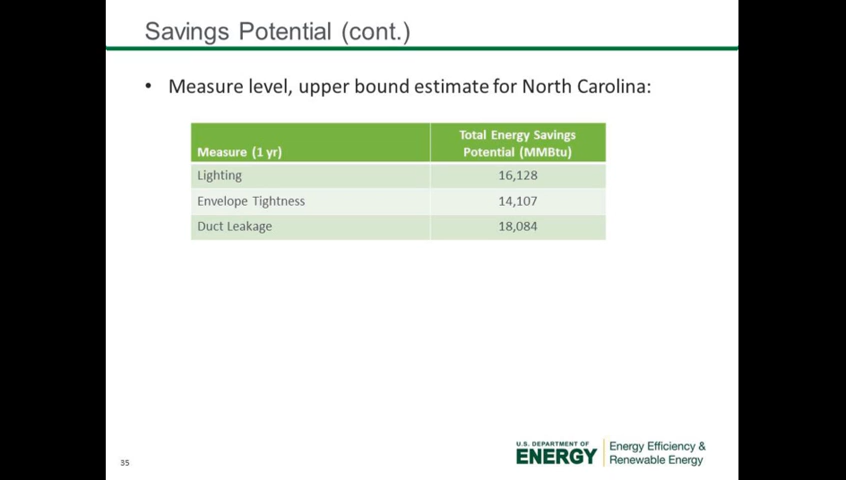 Savings Potential (cont.)
• Measure level, upper bound estimate for North Carolina:
Total Energy Savings
Measure (1 yr) Potential (MMBtu)
Lighting 16,128
Envelope Tightness 14,107
Duct Leakage 18,084
U.S. DEPARTMENT OF
ENERGY
Energy Efficiency &
Renewable Energy
35